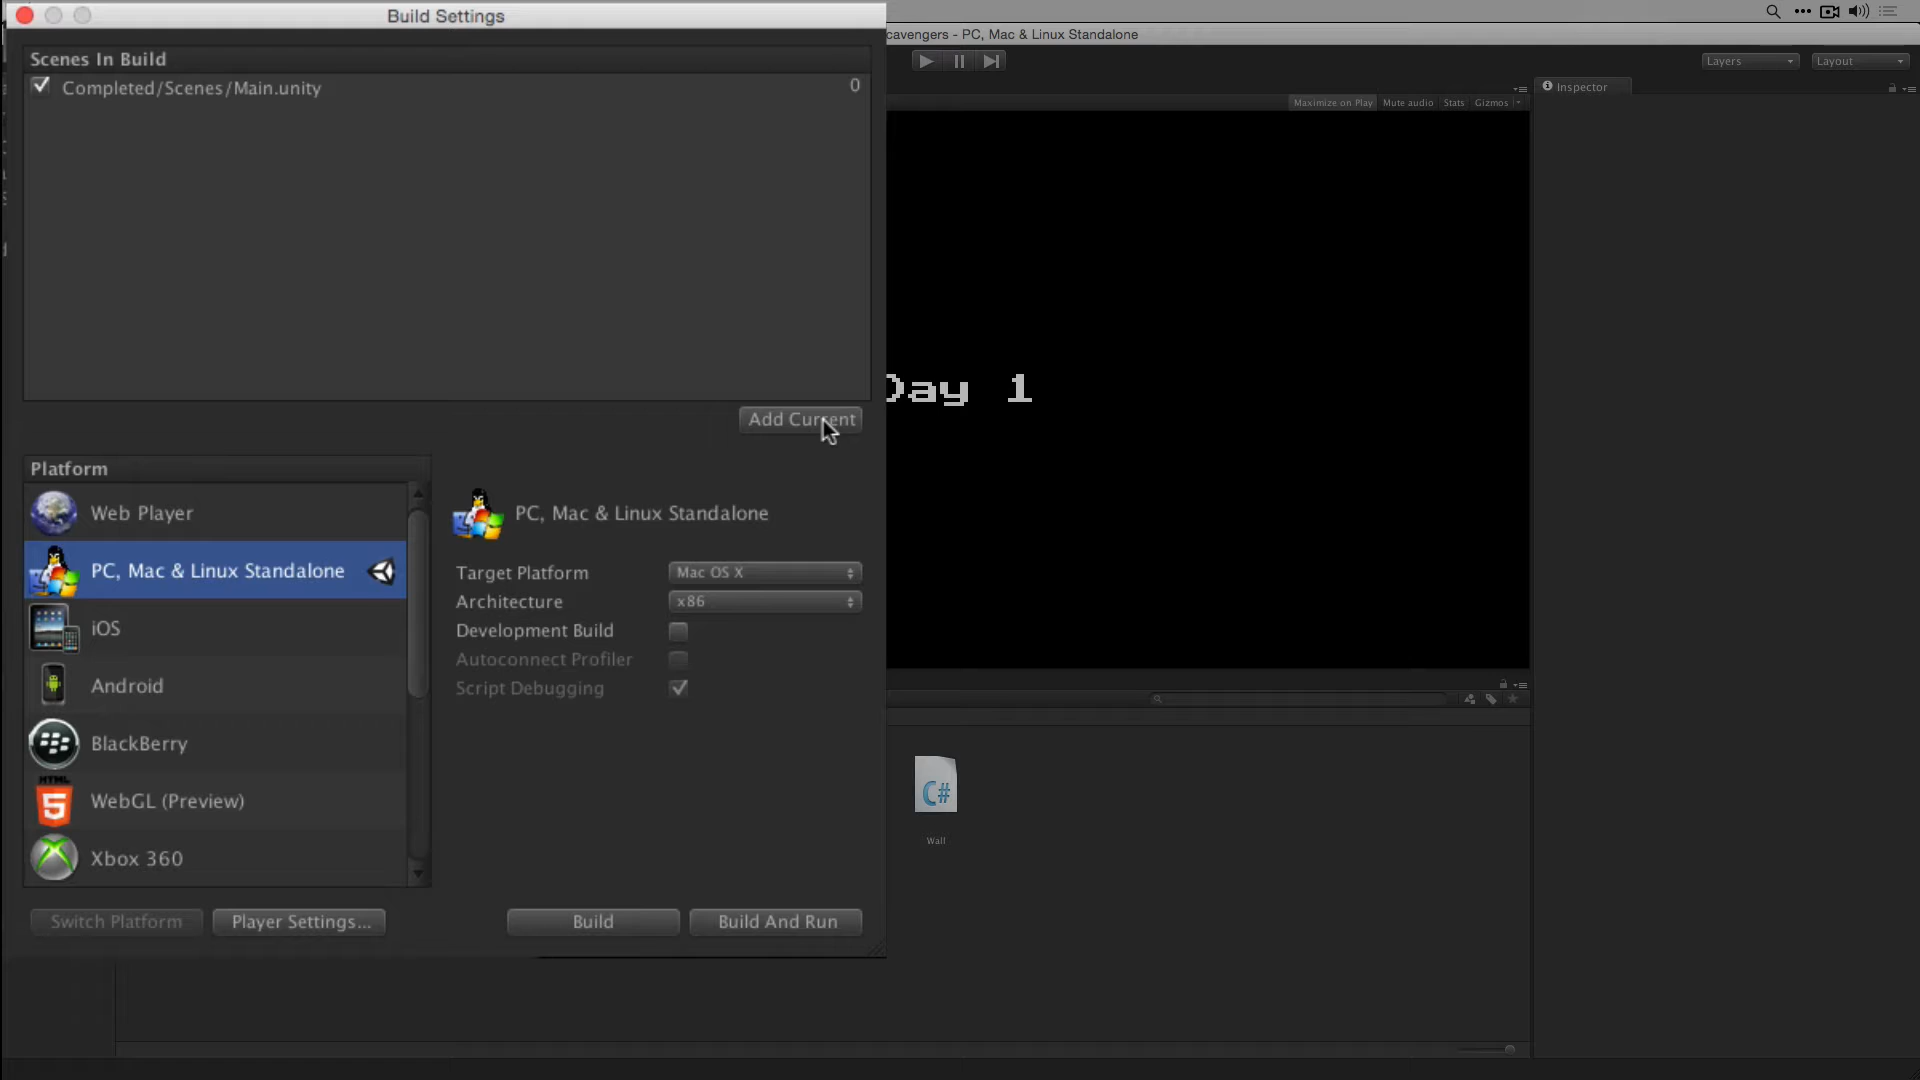 Build Settings
cavengers - PC, Mac & Linux Standalone
Layers
Layout
Scenes In Build
Completed/Scenes/Main.unity 0
Inspector
Maximize on Play Mute audio Stats Gizmos
Day 1
Add Current
Platform
Web Player
PC, Mac & Linux Standalone
iOS
Android
BlackBerry
HTML
5
WebGL (Preview)
Xbox 360
PC, Mac & Linux Standalone
Target Platform Mac OS X
Architecture x86
Development Build
Autoconnect Profiler
Script Debugging
C#
Wall
Switch Platform
Player Settings...
Build
Build And Run